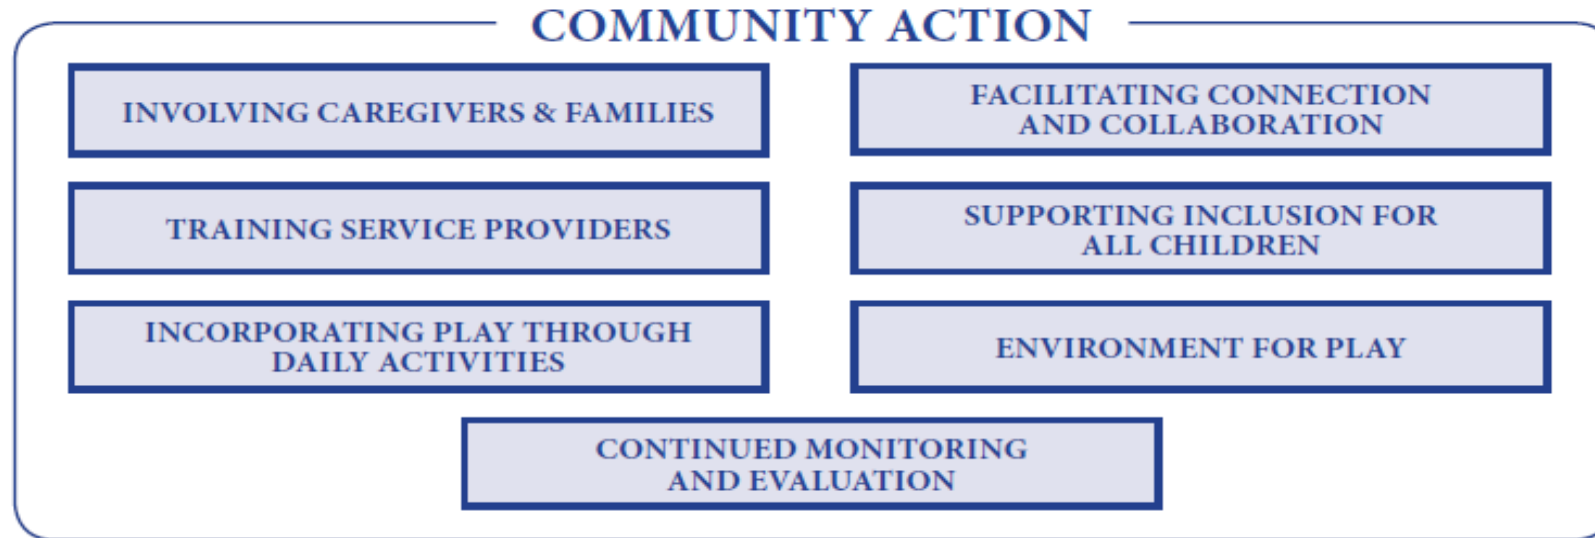 COMMUNITY ACTION
INVOLVING CAREGIVERS & FAMILIES
FACILITATING CONNECTION
AND COLLABORATION
TRAINING SERVICE PROVIDERS
SUPPORTING INCLUSION FOR
ALL CHILDREN
INCORPORATING PLAY THROUGH
DAILY ACTIVITIES
ENVIRONMENT FOR PLAY
CONTINUED MONITORING
AND EVALUATION